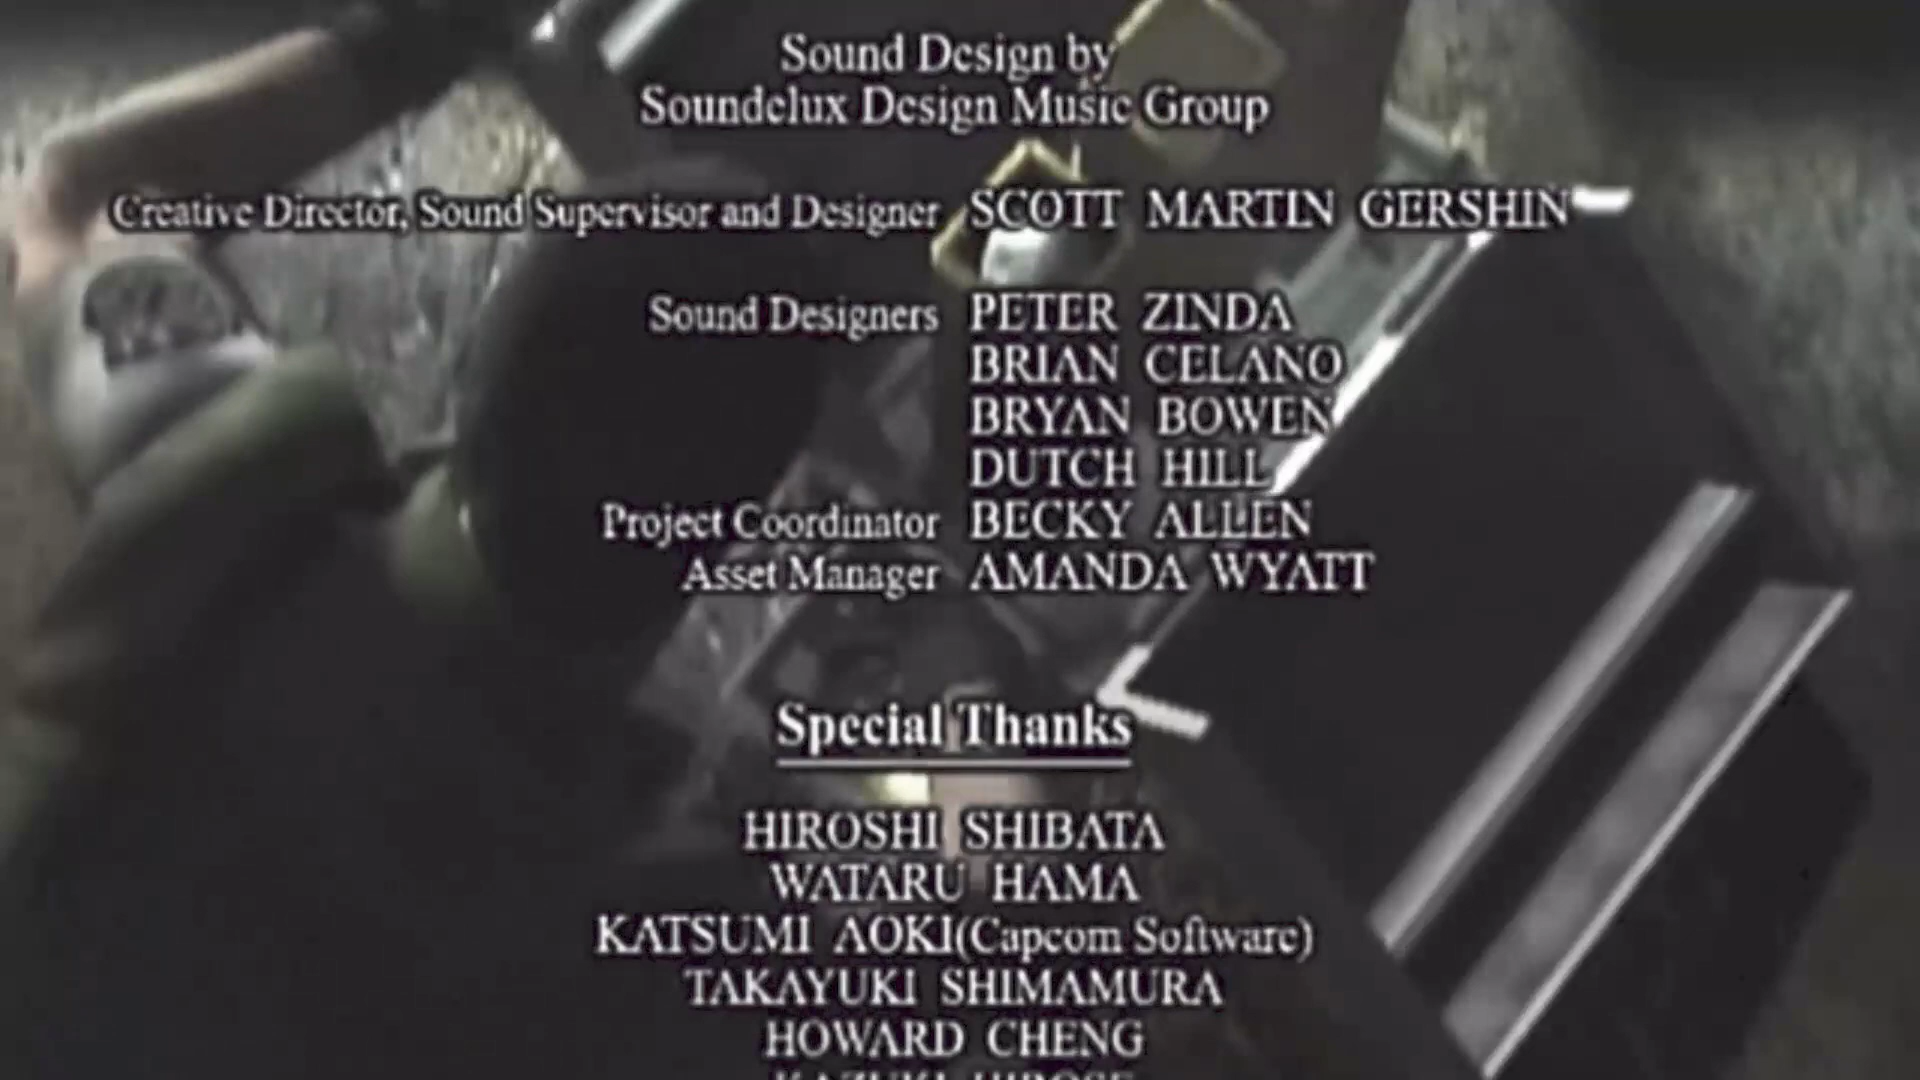 Sound Design by
Soundelux Design Music Group
Creative Director, Sound Supervisor and Designer SCOTT MARTIN GERSHIN
Sound Designers PETER ZINDA
BRIAN CELANO
BRYAN BOWEN
DUTCH HILL
Project Coordinator BECKY ALLEN
Asset Manager AMANDA WYATT
Special Thanks
HIROSHI SHIBATA
WATARU HAMA
KATSUMI AOKI(Capcom Software)
TAKAYUKI SHIMAMURA
HOWARD CHENG